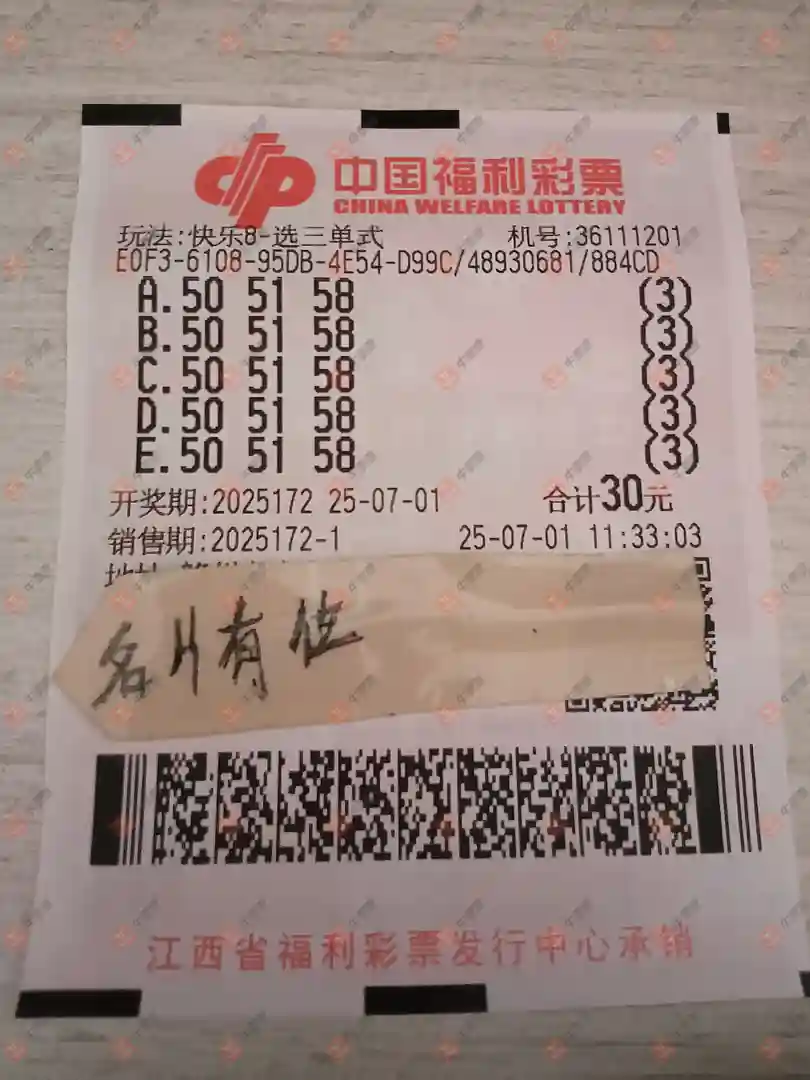 中国福利彩票
CHINA WELFARE LOTTERY
玩法:快乐8-选三单式 机号:36111201
E0F3-6108-95DB-4E54-D99C/48930681/884CD
A.50 51 58 (3)
B.50 51 58 (3)
C.50 51 58 (3)
D.50 51 58 (3)
E.50 51 58 (3)
开奖期:2025172 25-07-01 合计30元
销售期:2025172-1 25-07-01 11:33:03
地址
名片有
江西省福利彩票发行中心承销